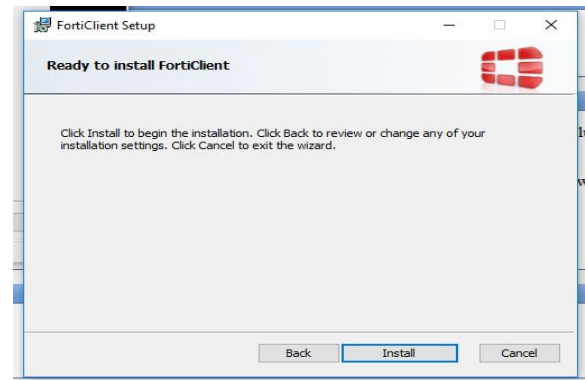 FortiClient Setup
Ready to install FortiClient
Click Install to begin the installation. Click Back to review or change any of your
installation settings. Click Cancel to exit the wizard.
Back
Install
Cancel